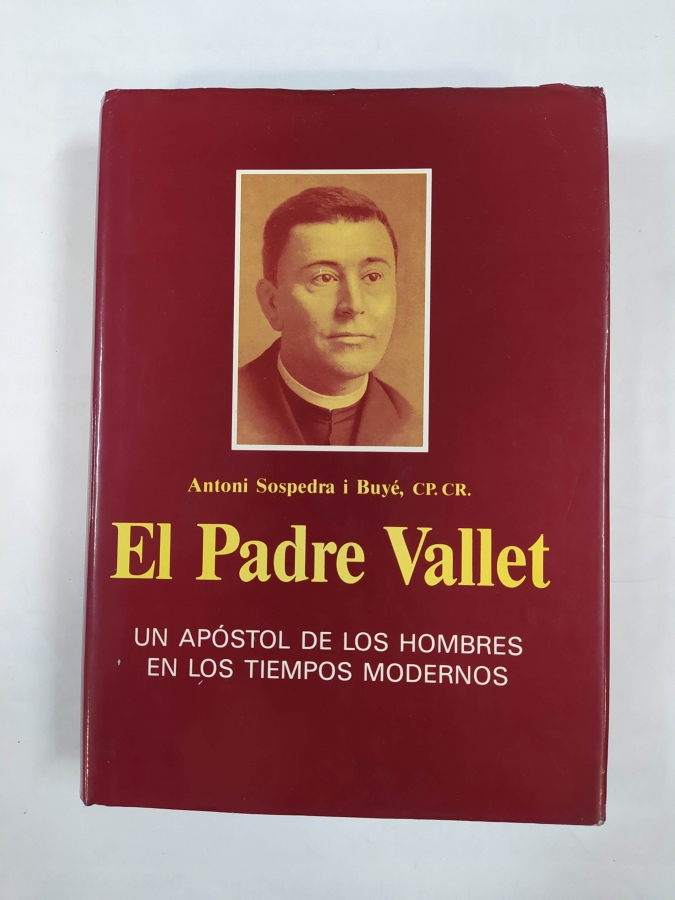 Antoni Sospedra i Buyé, CP. CR.
El Padre Vallet
UN APÓSTOL DE LOS HOMBRES
EN LOS TIEMPOS MODERNOS